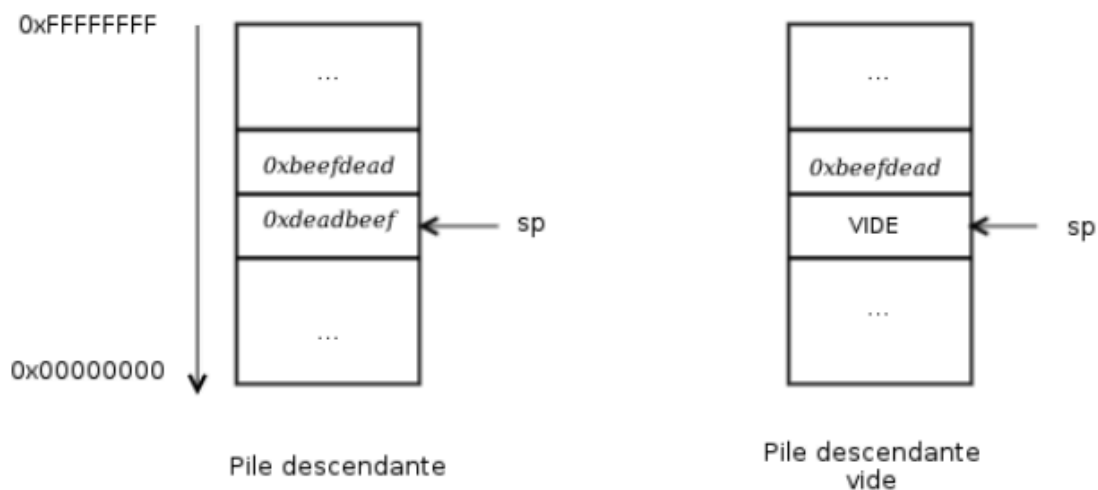 0xFFFFFFFF
...
0xbeefdead
0xdeadbeef
sp
...
0x00000000
Pile descendante
...
0xbeefdead
VIDE
sp
...
Pile descendante
vide